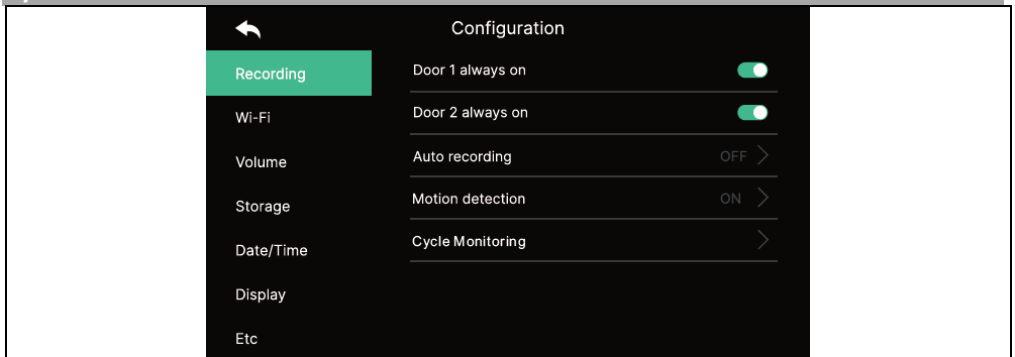 Configuration
Recording
Wi-Fi
Volume
Storage
Date/Time
Display
Etc
Door 1 always on
Door 2 always on
Auto recording OFF
Motion detection ON
Cycle Monitoring